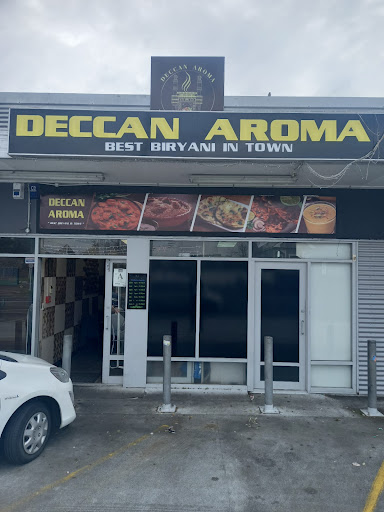 DECCAN AROMA
DECCAN AROMA
BEST BIRYANI IN TOWN
DECCAN
AROMA
A